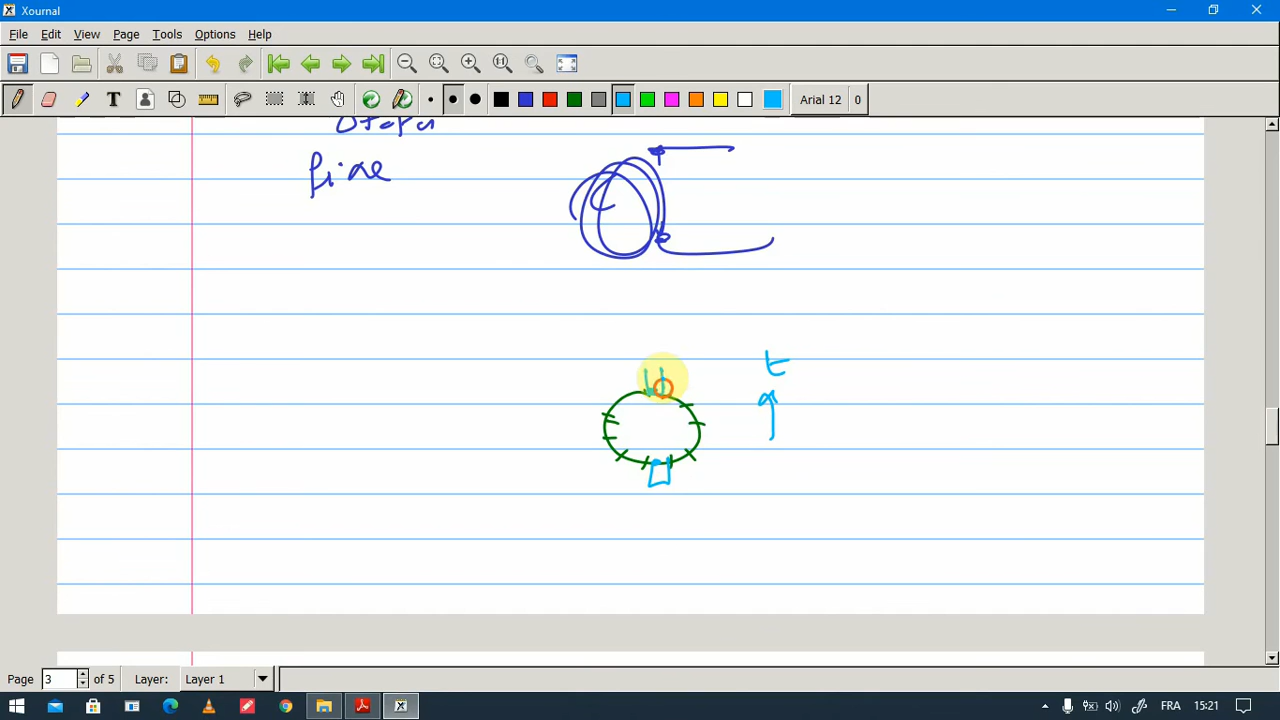 Xournal
File Edit View Page Tools Options Help
Arial 12 0
fixe
t
Page 3 of 5 Layer: Layer 1
FRA 15:21